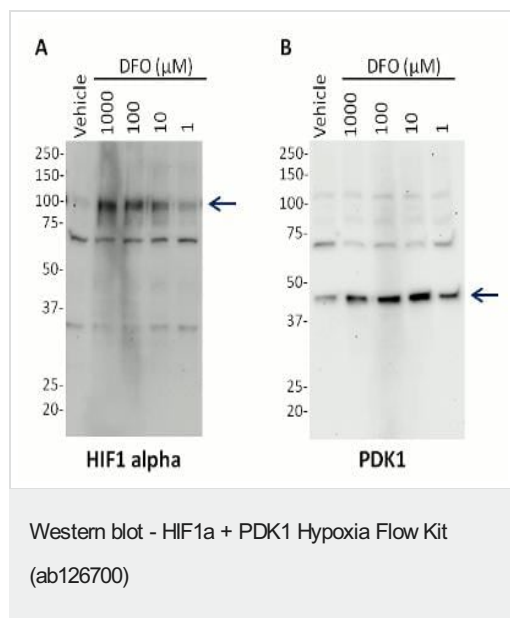 A
DFO (µM)
Vehicle
1000
100
10
1
250-
150-
100-
75-
50-
37-
25-
20-
HIF1 alpha
B
DFO (µM)
Vehicle
1000
100
10
1
250-
150-
100-
75-
50-
37-
25-
20-
PDK1
Western blot - HIF1a + PDK1 Hypoxia Flow Kit
(ab126700)